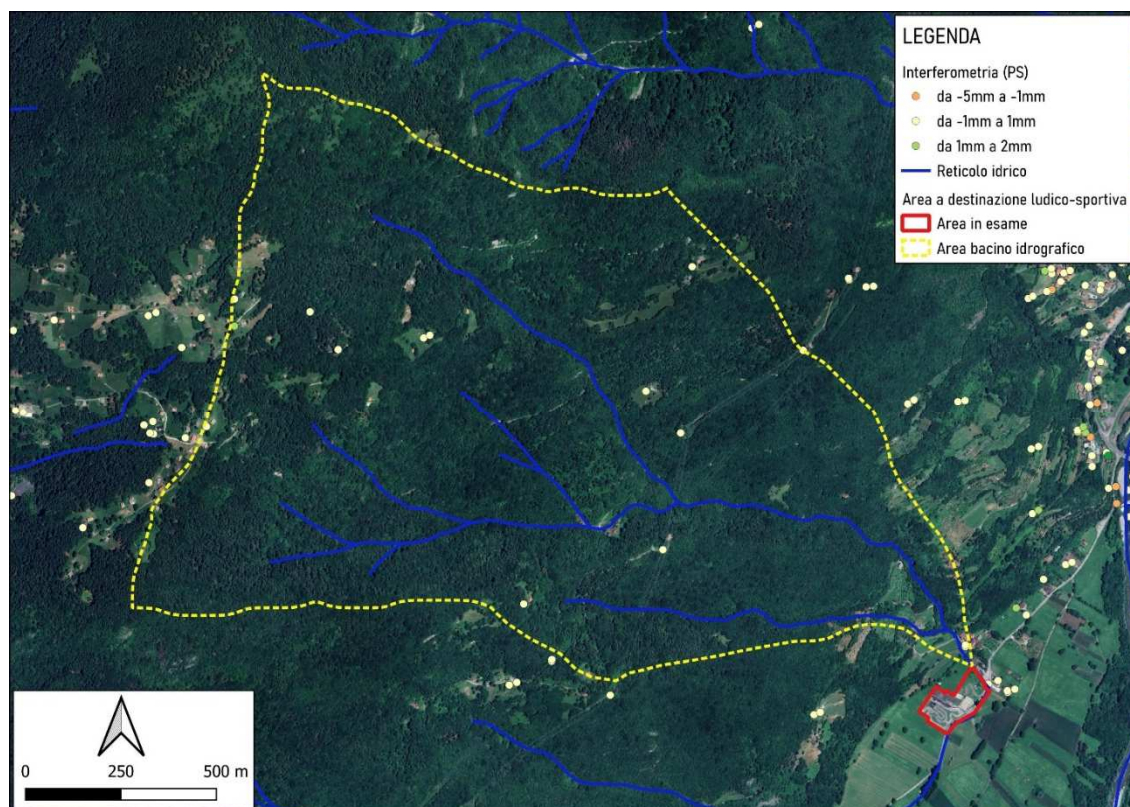 LEGENDA
Interferometria (PS)
da -5mm a -1mm
da -1mm a 1mm
da 1mm a 2mm
Reticolo idrico
Area a destinazione ludico-sportiva
Area in esame
Area bacino idrografico
0 250 500 m